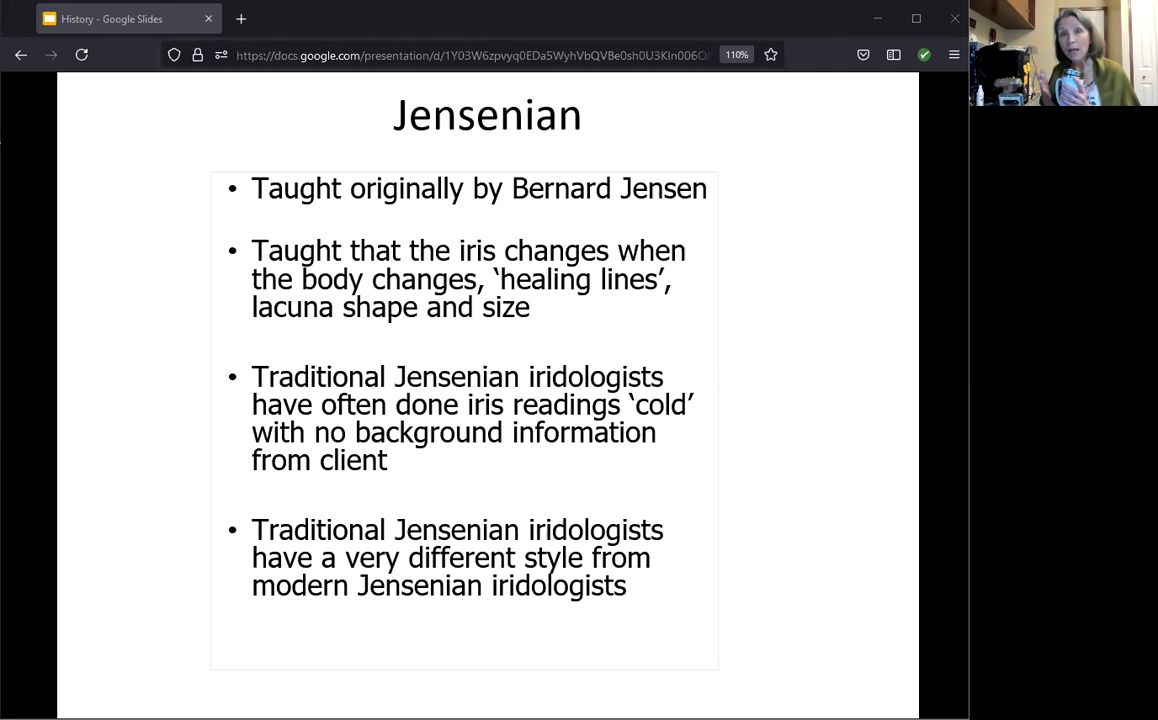 History - Google Slides
https://docs.google.com/presentation/d/1Y03W6zpvyq0EDa5WyhVbQVBe0sh0U3KIn006O
110%
Jensenian
• Taught originally by Bernard Jensen
• Taught that the iris changes when
the body changes, ‘healing lines’,
lacuna shape and size
• Traditional Jensenian iridologists
have often done iris readings ‘cold’
with no background information
from client
• Traditional Jensenian iridologists
have a very different style from
modern Jensenian iridologists